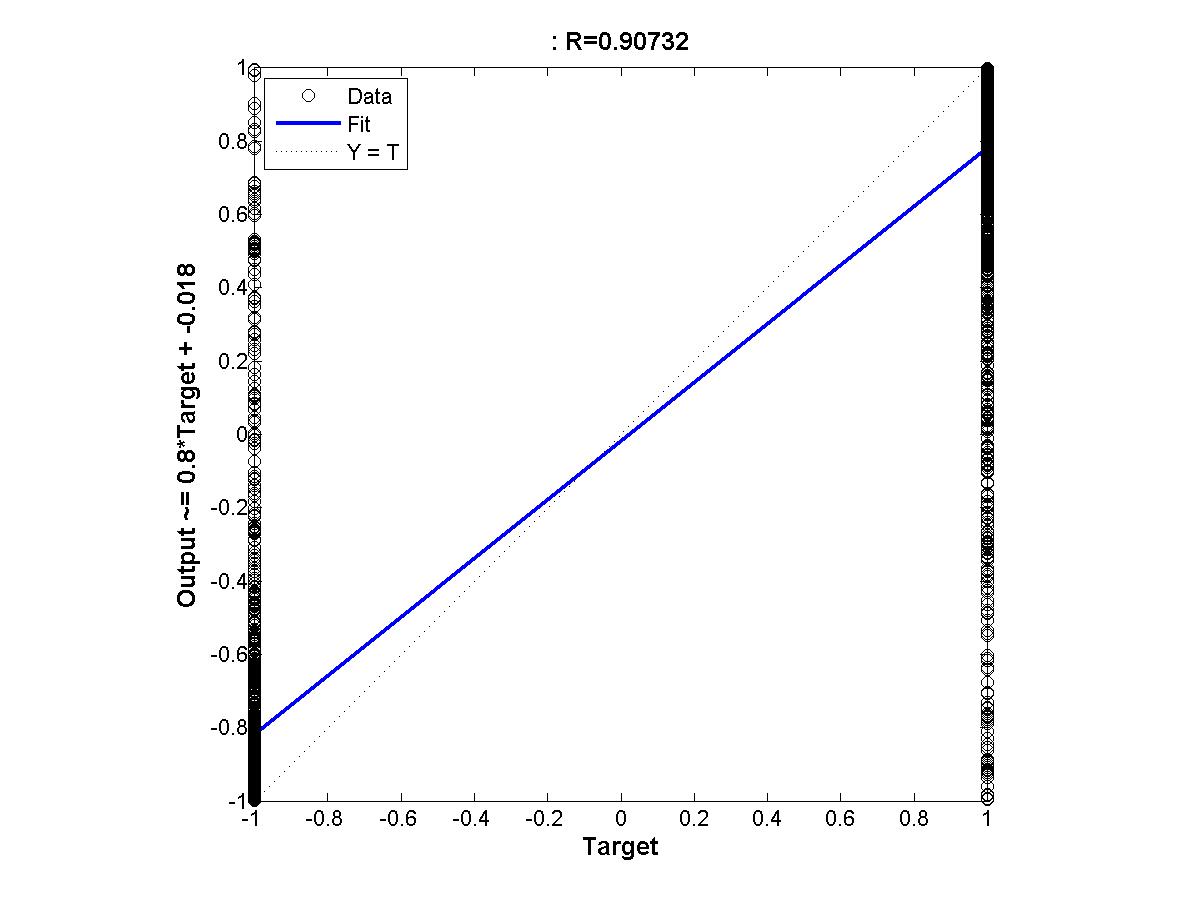 : R=0.90732
Data
Fit
Y = T
1
0.8
0.6
0.4
0.2
0
-0.2
-0.4
-0.6
-0.8
-1
Output ~= 0.8*Target + -0.018
-1 -0.8 -0.6 -0.4 -0.2 0 0.2 0.4 0.6 0.8 1
Target